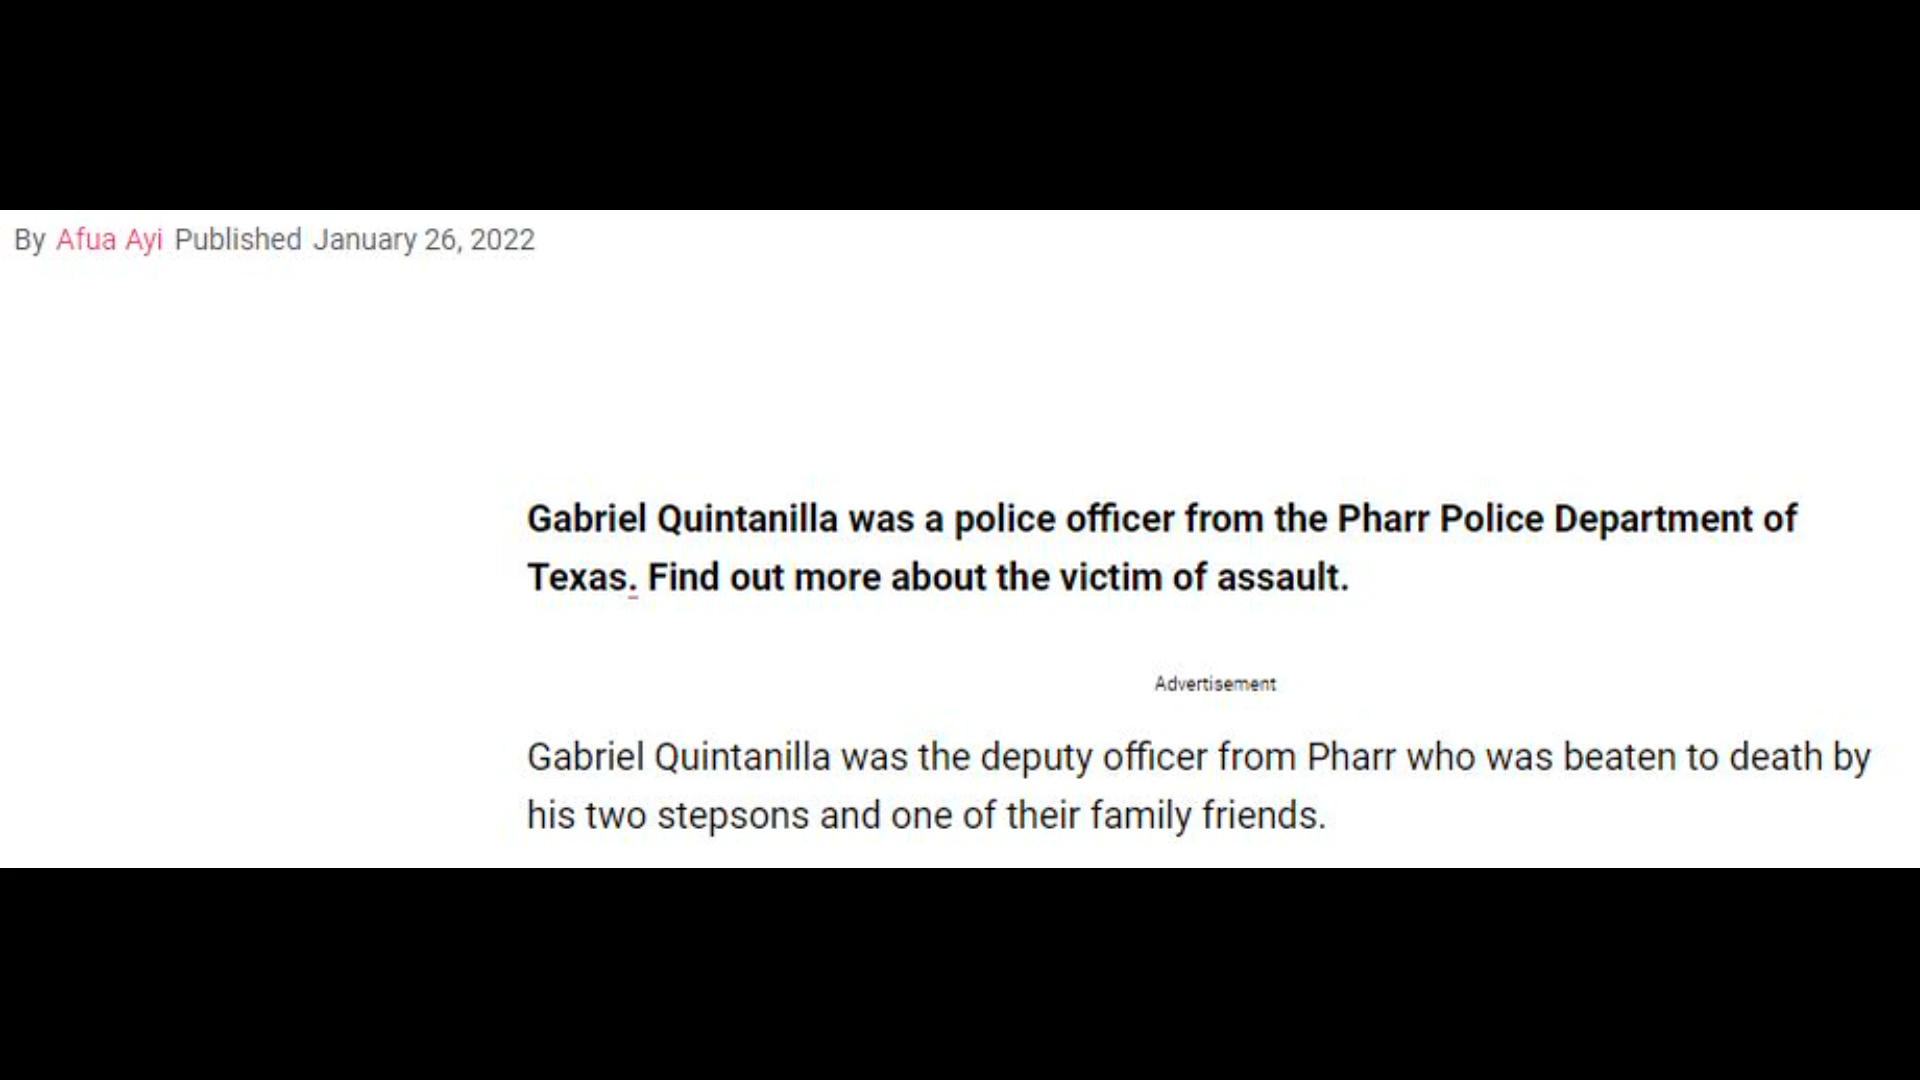 By Afua Ayi Published January 26, 2022
Gabriel Quintanilla was a police officer from the Pharr Police Department of
Texas. Find out more about the victim of assault.
Advertisement
Gabriel Quintanilla was the deputy officer from Pharr who was beaten to death by
his two stepsons and one of their family friends.